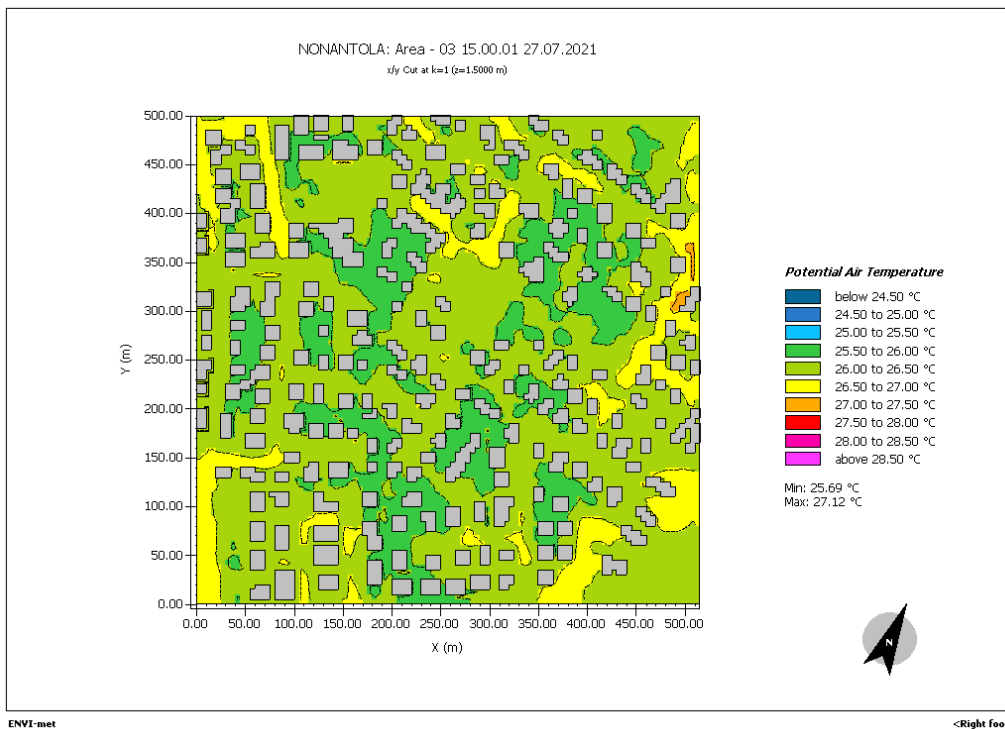 NONANTOLA: Area - 03 15.00.01 27.07.2021
x/y Cut at k=1 (z=1.5000 m)
500.00
450.00
400.00
350.00
300.00
250.00
200.00
150.00
100.00
50.00
0.00
Y (m)
0.00 50.00 100.00 150.00 200.00 250.00 300.00 350.00 400.00 450.00 500.00
X (m)
Potential Air Temperature
below 24.50 °C
24.50 to 25.00 °C
25.00 to 25.50 °C
25.50 to 26.00 °C
26.00 to 26.50 °C
26.50 to 27.00 °C
27.00 to 27.50 °C
27.50 to 28.00 °C
28.00 to 28.50 °C
above 28.50 °C
Min: 25.69 °C
Max: 27.12 °C
N
ENVI-met
<Right foo